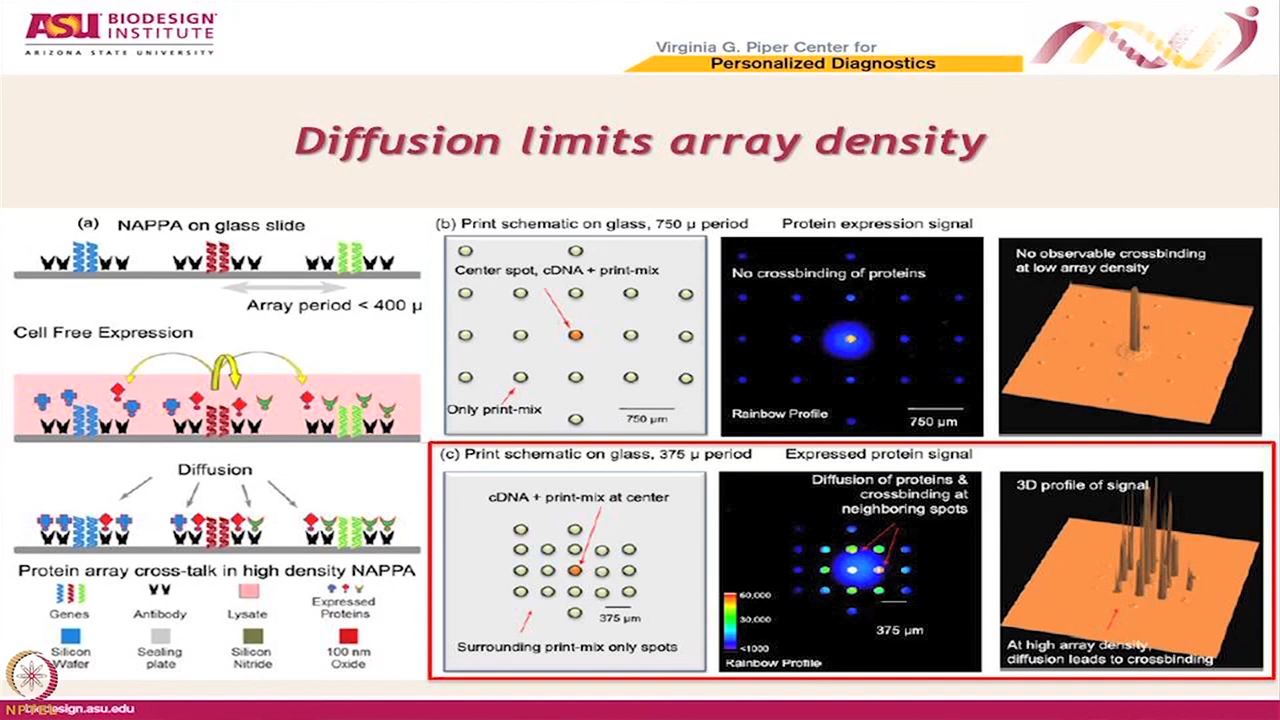 ASU BIODESIGN INSTITUTE
ARIZONA STATE UNIVERSITY
Virginia G. Piper Center for
Personalized Diagnostics
Diffusion limits array density
(a) NAPPA on glass slide
Array period < 400 µ
Cell Free Expression
Diffusion
Protein array cross-talk in high density NAPPA
Genes
Antibody
Lysate
Expressed Proteins
Silicon Wafer
Sealing plate
Silicon Nitride
100 nm Oxide
(b) Print schematic on glass, 750 µ period
Protein expression signal
Center spot, cDNA + print-mix
Only print-mix
750 µm
No crossbinding of proteins
Rainbow Profile
750 µm
No observable crossbinding
at low array density
(c) Print schematic on glass, 375 µ period
Expressed protein signal
cDNA + print-mix at center
375 µm
Surrounding print-mix only spots
Diffusion of proteins &
crossbinding at
neighboring spots
60,000
30,000
<1000
375 µm
Rainbow Profile
3D profile of signal
At high array density,
diffusion leads to crossbinding
NPTEL
biodesign.asu.edu